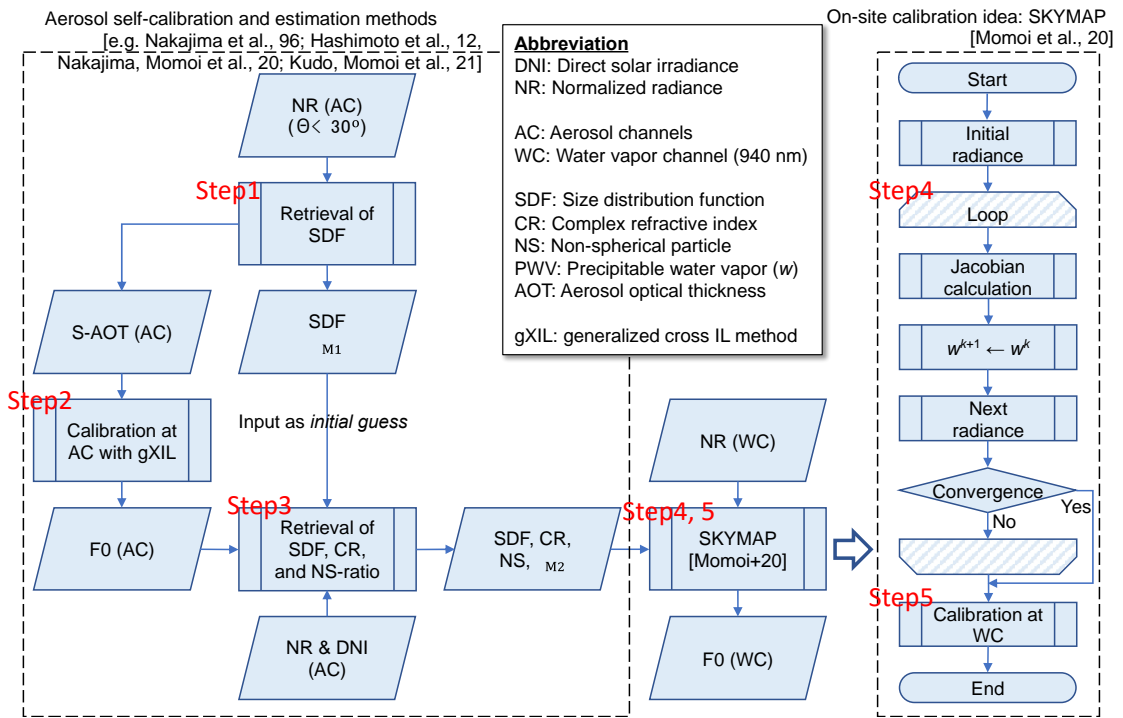 Aerosol self-calibration and estimation methods
[e.g. Nakajima et al., 96; Hashimoto et al., 12,
Nakajima, Momoi et al., 20; Kudo, Momoi et al., 21]
NR (AC)
(Θ< 30°)
Step1
Retrieval of
SDF
S-AOT (AC)
SDF
M1
Step2
Calibration at
AC with gXIL
Input as initial guess
F0 (AC)
Step3
Retrieval of
SDF, CR,
and NS-ratio
NR & DNI
(AC)
SDF, CR,
NS, M2
Abbreviation
DNI: Direct solar irradiance
NR: Normalized radiance
AC: Aerosol channels
WC: Water vapor channel (940 nm)
SDF: Size distribution function
CR: Complex refractive index
NS: Non-spherical particle
PWV: Precipitable water vapor (w)
AOT: Aerosol optical thickness
gXIL: generalized cross IL method
NR (WC)
Step4, 5
SKYMAP
[Momoi+20]
F0 (WC)
On-site calibration idea: SKYMAP
[Momoi et al., 20]
Start
Initial
radiance
Step4
Loop
Jacobian
calculation
wᵏ⁺¹ ← wᵏ
Next
radiance
Convergence
Yes
No
Step5
Calibration at
WC
End